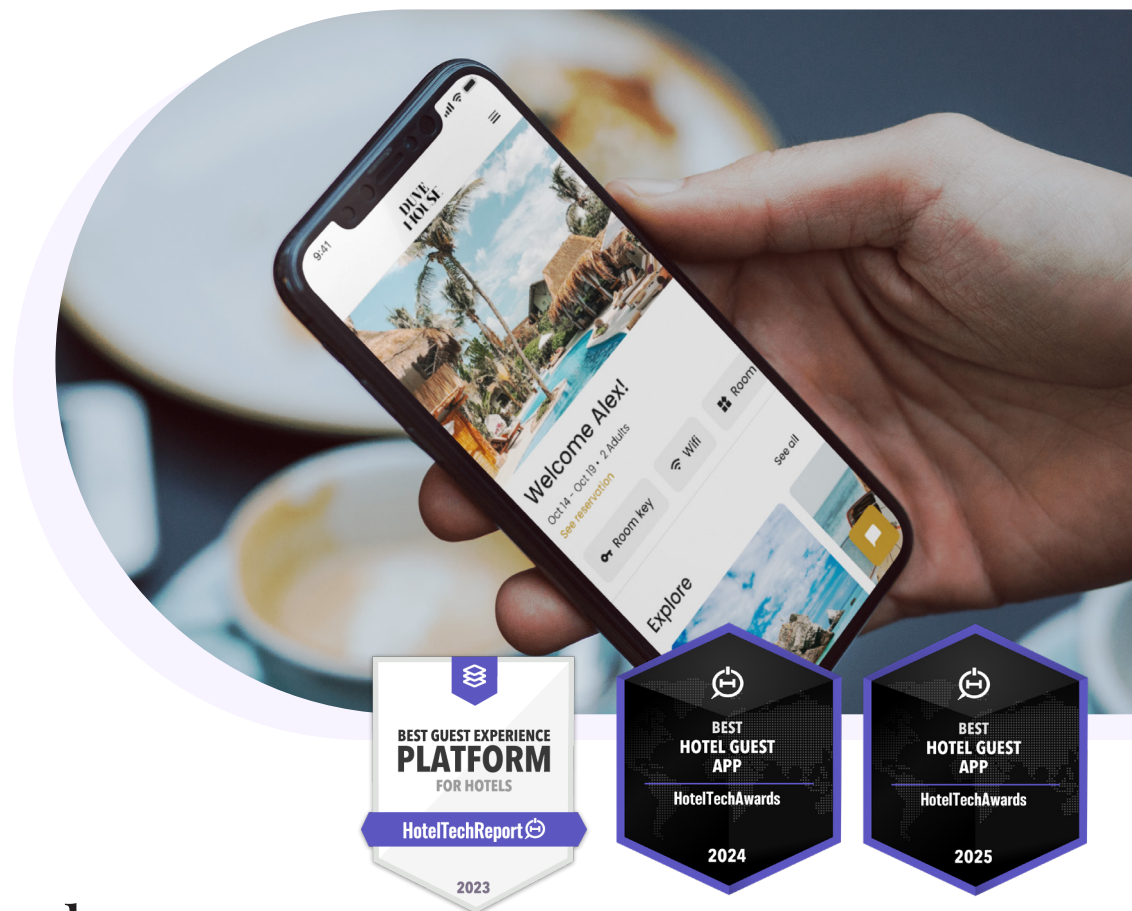 9:41
DUVE
HOUSE
Welcome Alex!
Oct 14 - Oct 19 • 2 Adults
See reservation
Room key
Wifi
Room
See all
Explore
BEST GUEST EXPERIENCE
PLATFORM
FOR HOTELS
HotelTechReport
2023
BEST
HOTEL GUEST
APP
HotelTechAwards
2024
BEST
HOTEL GUEST
APP
HotelTechAwards
2025